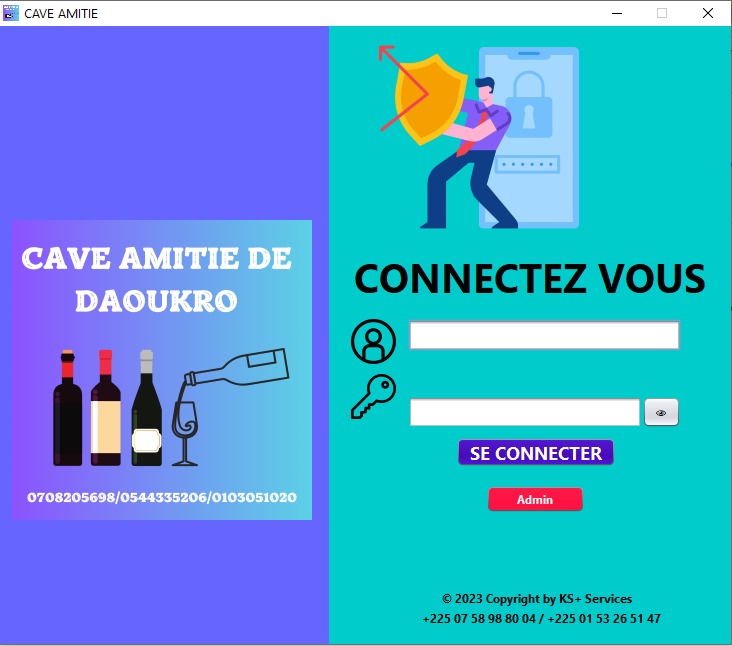 CAVE AMITIE
CAVE AMITIE DE
DAOUKRO
0708205698/0544335206/0103051020
CONNECTEZ VOUS
SE CONNECTER
Admin
© 2023 Copyright by KS+ Services
+225 07 58 98 80 04 / +225 01 53 26 51 47